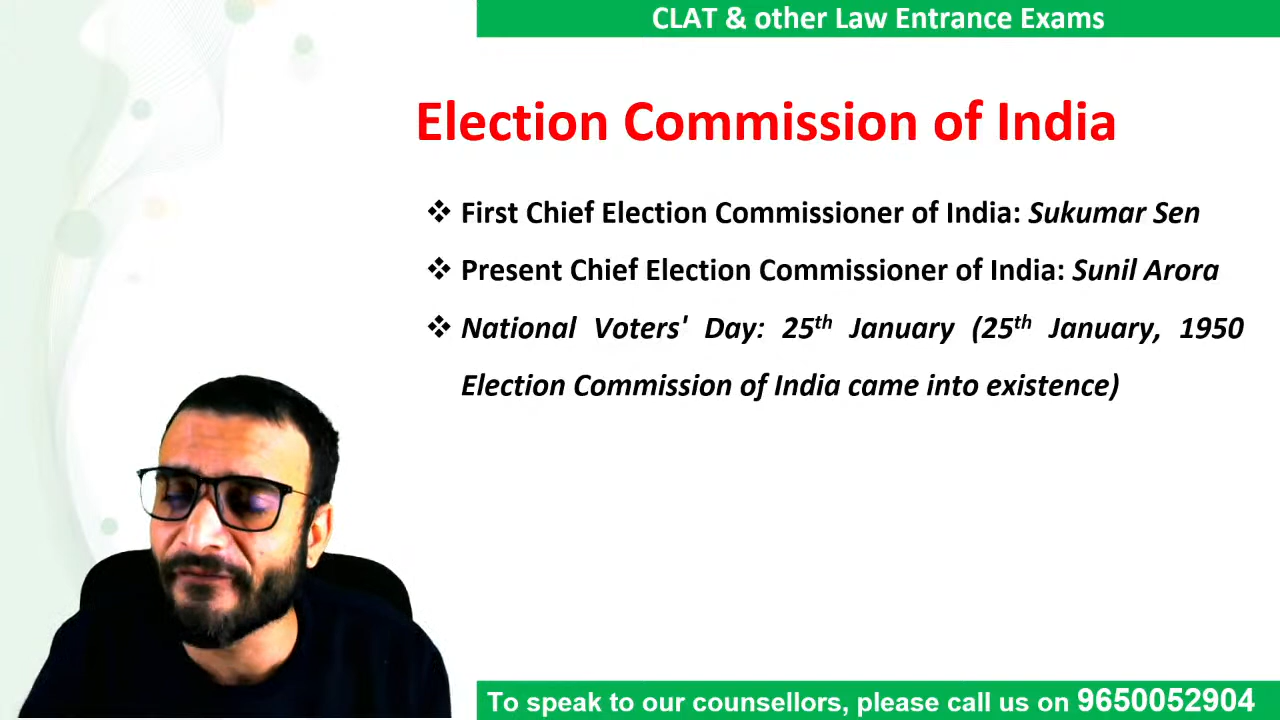 CLAT & other Law Entrance Exams
Election Commission of India
❖ First Chief Election Commissioner of India: Sukumar Sen
❖ Present Chief Election Commissioner of India: Sunil Arora
❖ National Voters' Day: 25th January (25th January, 1950
Election Commission of India came into existence)
To speak to our counsellors, please call us on 9650052904